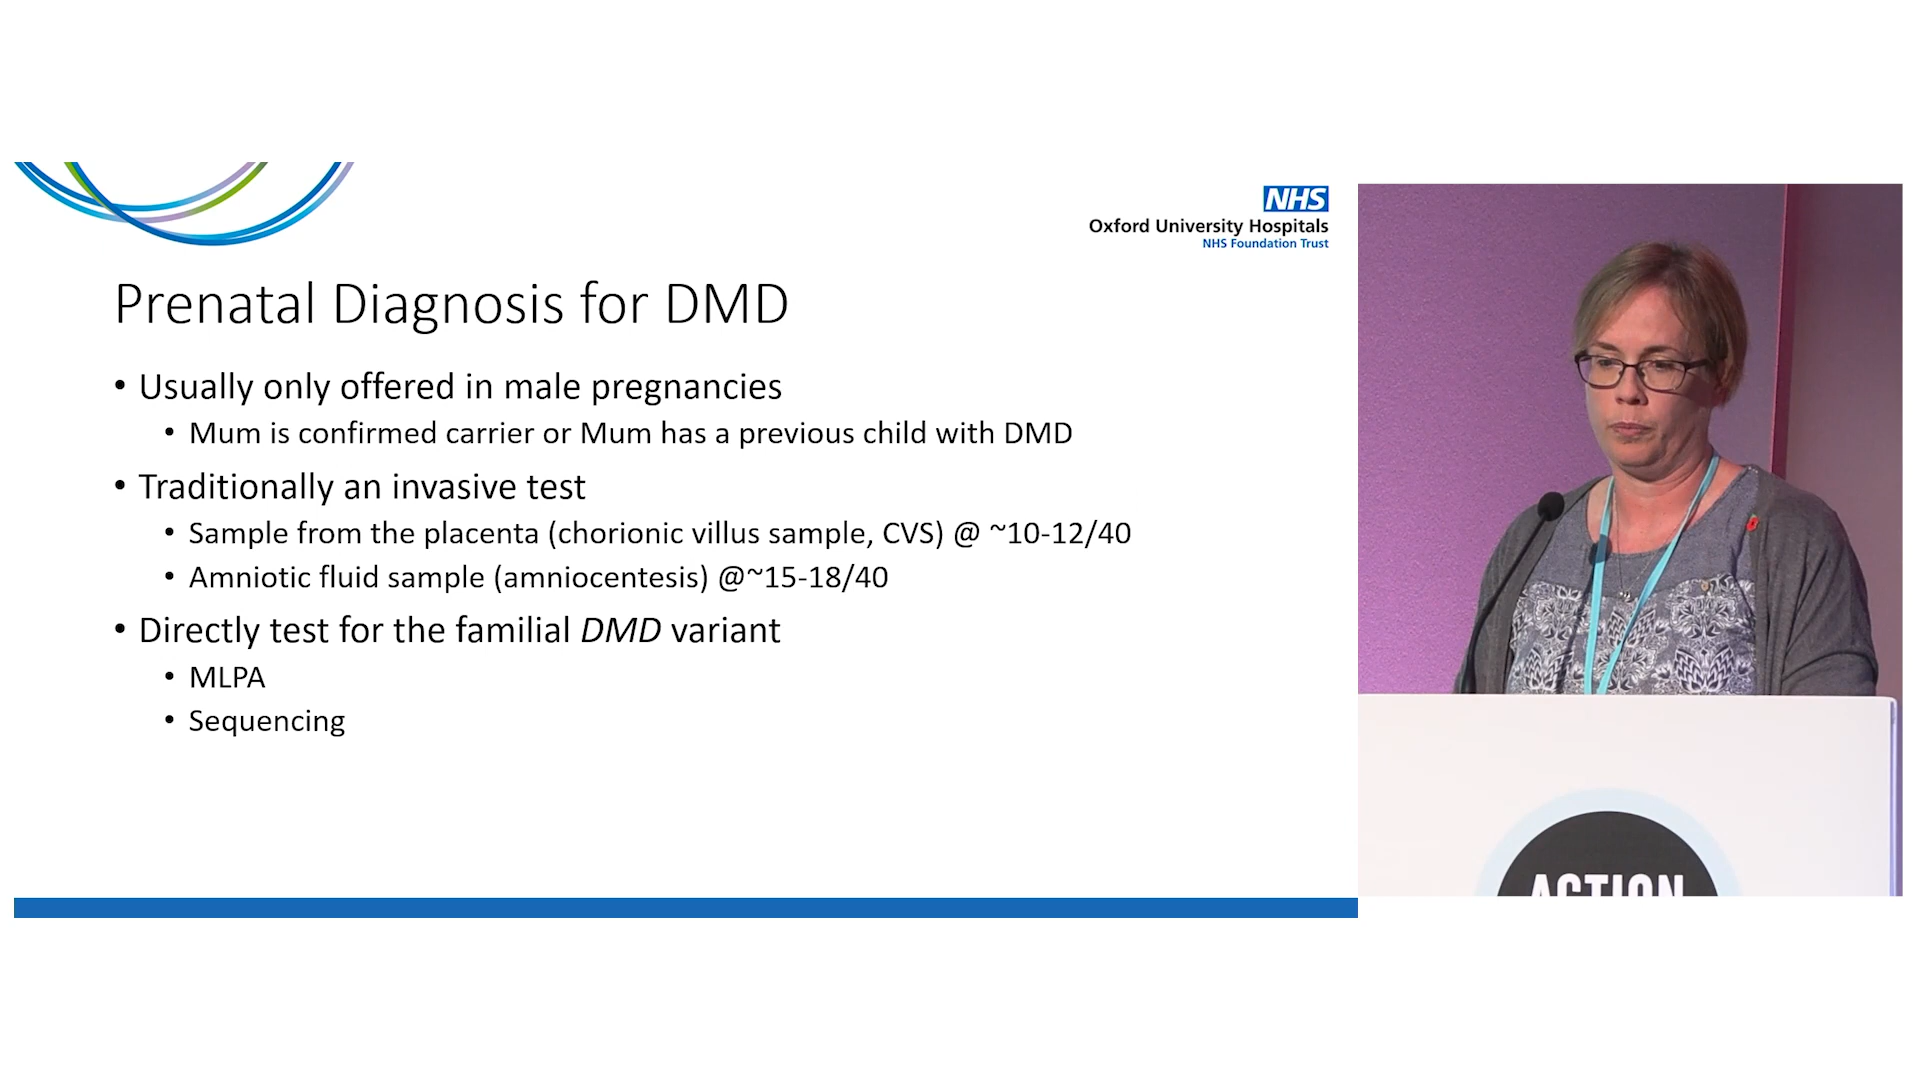 NHS
Oxford University Hospitals
NHS Foundation Trust
Prenatal Diagnosis for DMD
• Usually only offered in male pregnancies
• Mum is confirmed carrier or Mum has a previous child with DMD
• Traditionally an invasive test
• Sample from the placenta (chorionic villus sample, CVS) @ ~10-12/40
• Amniotic fluid sample (amniocentesis) @~15-18/40
• Directly test for the familial DMD variant
• MLPA
• Sequencing
ACTION